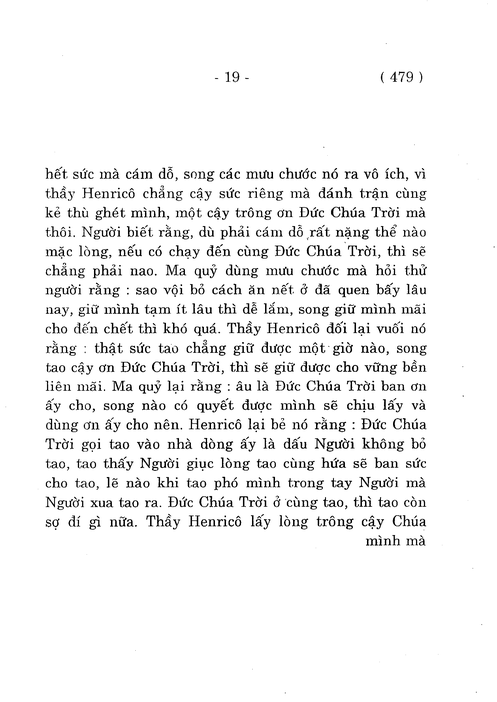 - 19 -
( 479 )
hết sức mà cám dỗ, song các mưu chước nó ra vô ích, vì
thầy Henricô chẳng cậy sức riêng mà đánh trận cùng
kẻ thù ghét mình, một cậy trông ơn Đức Chúa Trời mà
thôi. Người biết rằng, dù phải cám dỗ rất nặng thể nào
mặc lòng, nếu có chạy đến cùng Đức Chúa Trời, thì sẽ
chẳng phải nao. Ma quỷ dùng mưu chước mà hỏi thử
người rằng : sao vội bỏ cách ăn nết ở đã quen bấy lâu
nay, giữ mình tạm ít lâu thì dễ lắm, song giữ mình mãi
cho đến chết thì khó quá. Thầy Henricô đối lại vuối nó
rằng : thật sức tao chẳng giữ được một giờ nào, song
tao cậy ơn Đức Chúa Trời, thì sẽ giữ được cho vững bền
liên mãi. Ma quỷ lại rằng : âu là Đức Chúa Trời ban ơn
ấy cho, song nào có quyết được mình sẽ chịu lấy và
dùng ơn ấy cho nên. Henricô lại bẻ nó rằng : Đức Chúa
Trời gọi tao vào nhà dòng ấy là dấu Người không bỏ
tao, tao thấy Người giục lòng tao cùng hứa sẽ ban sức
cho tao, lẽ nào khi tao phó mình trong tay Người mà
Người xua tao ra. Đức Chúa Trời ở cùng tao, thì tao còn
sợ đí gì nữa. Thầy Henricô lấy lòng trông cậy Chúa
mình mà